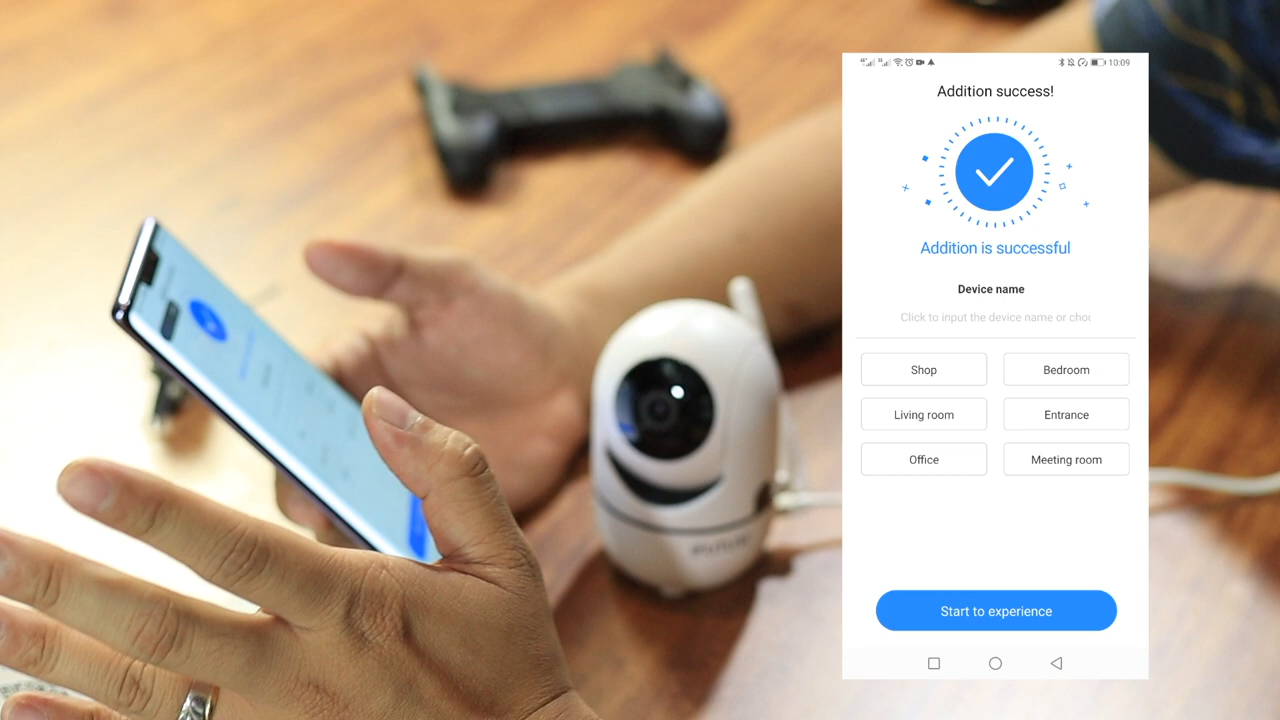 10:09
Addition success!
Addition is successful
Device name
Click to input the device name or choo
Shop
Bedroom
Living room
Entrance
Office
Meeting room
Start to experience